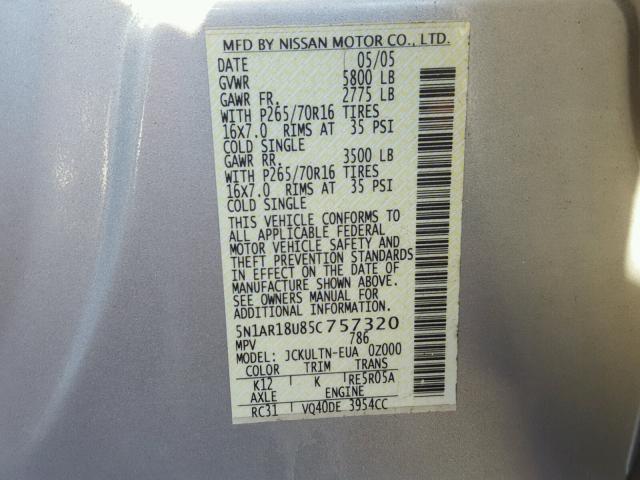 MFD BY NISSAN MOTOR CO., LTD.
DATE 05/05
GVWR 5800 LB
GAWR FR. 2775 LB
WITH P265/70R16 TIRES
16X7.0 RIMS AT 35 PSI
COLD SINGLE
GAWR RR. 3500 LB
WITH P265/70R16 TIRES
16X7.0 RIMS AT 35 PSI
COLD SINGLE
THIS VEHICLE CONFORMS TO
ALL APPLICABLE FEDERAL
MOTOR VEHICLE SAFETY AND
THEFT PREVENTION STANDARDS
IN EFFECT ON THE DATE OF
MANUFACTURE SHOWN ABOVE.
SEE OWNERS MANUAL FOR
ADDITIONAL INFORMATION.
5N1AR18U85C757320
MPV 786
MODEL: JCKULTN-EUA 0Z000
COLOR TRIM TRANS
K12 K RE5R05A
AXLE ENGINE
RC31 VQ40DE 3954CC